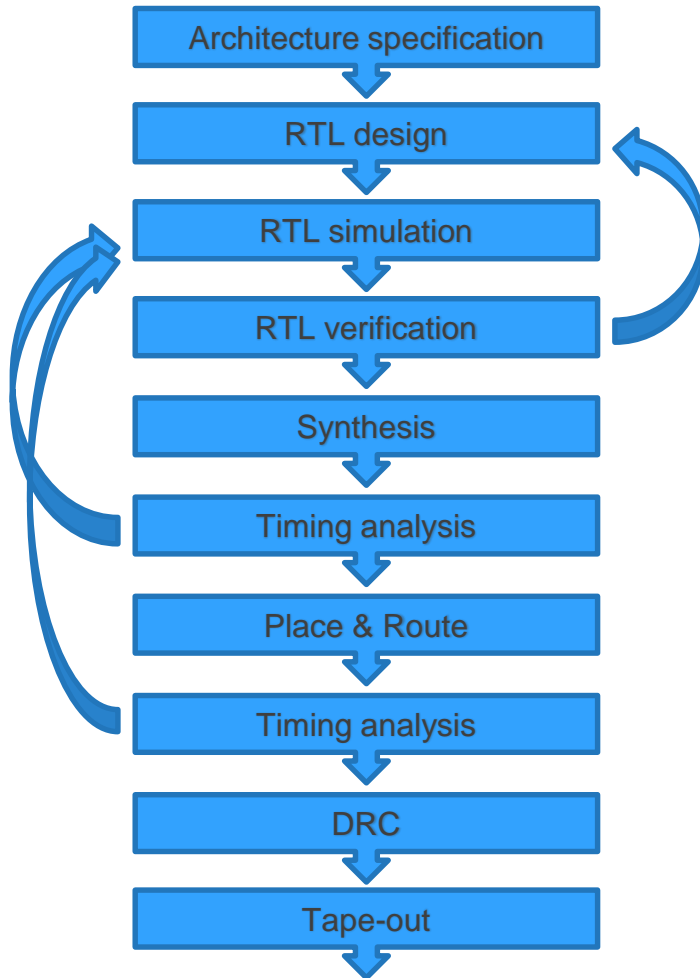 Architecture specification
RTL design
RTL simulation
RTL verification
Synthesis
Timing analysis
Place & Route
Timing analysis
DRC
Tape-out